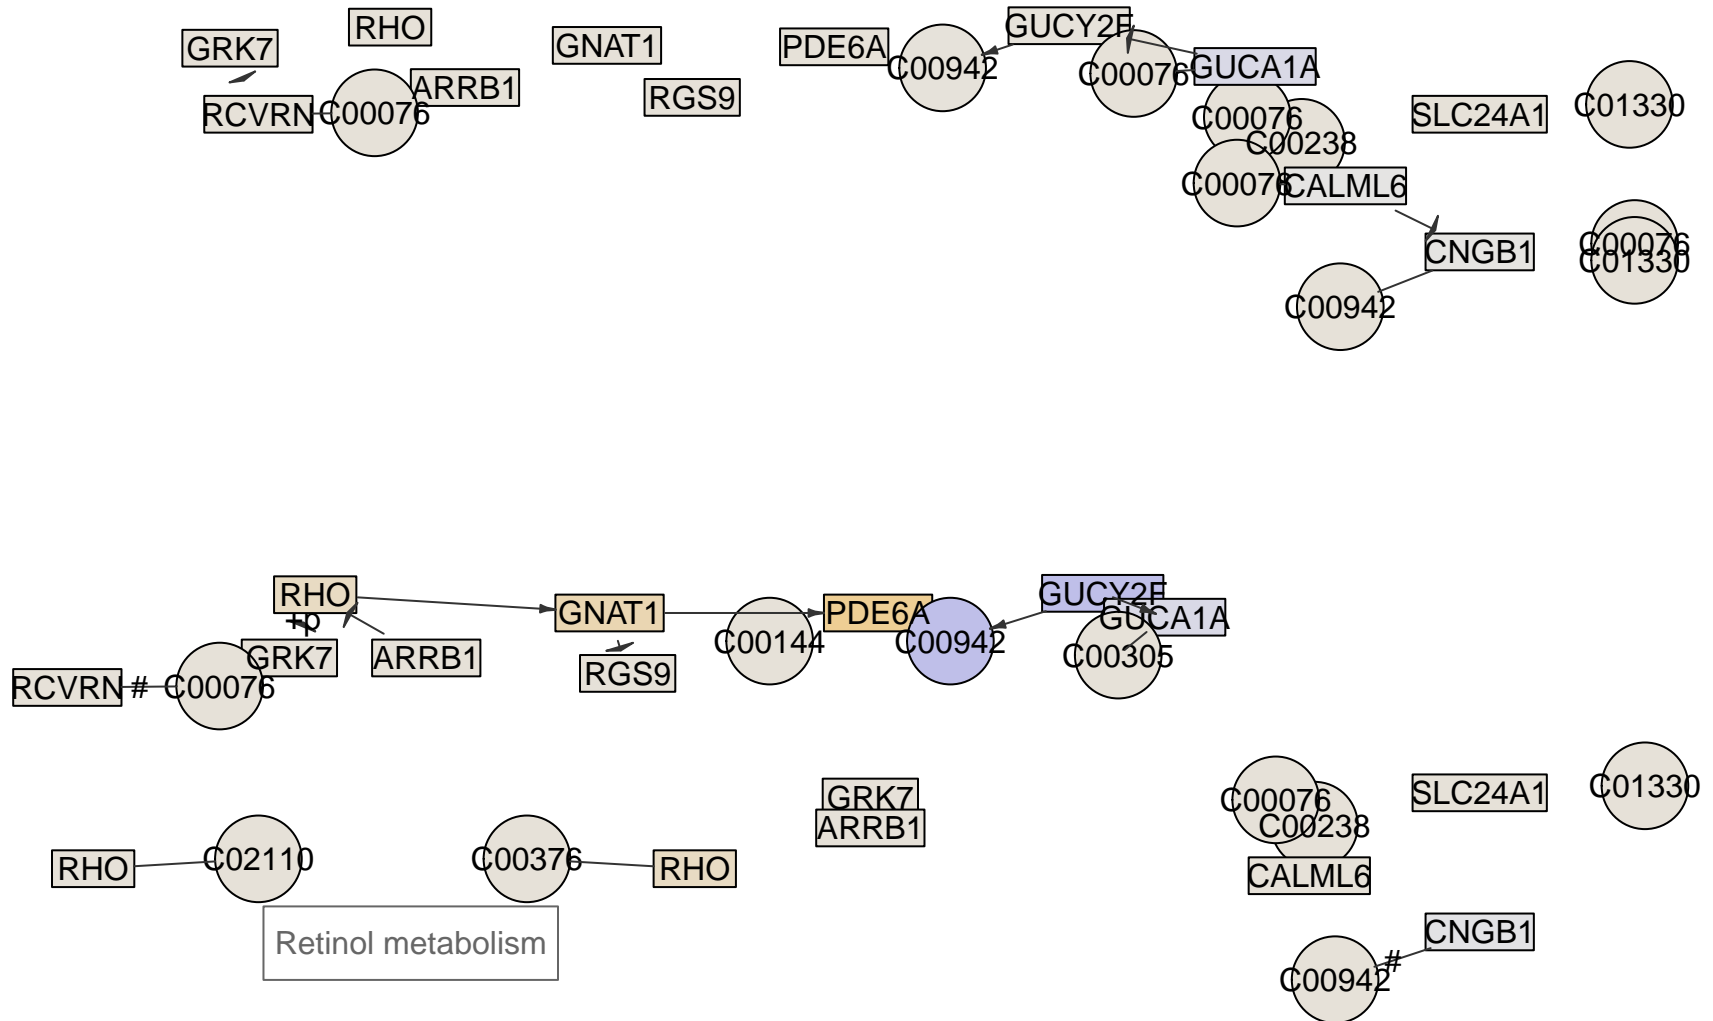 RHO
GRK7
GNAT1
PDE6A
GUCY2F
C00942
C00076
GUCA1A
ARRB1
RGS9
RCVRN
C00076
C00076
C00238
SLC24A1
C01330
C00076
CALML6
CNGB1
C00076
C01330
C00942
RHO
+p
GNAT1
PDE6A
GUCY2F
GUCA1A
GRK7
ARRB1
RGS9
C00144
C00942
C00305
RCVRN
#
C00076
GRK7
ARRB1
C00076
C00238
SLC24A1
C01330
RHO
C02110
C00376
RHO
CALML6
Retinol metabolism
CNGB1
#
C00942